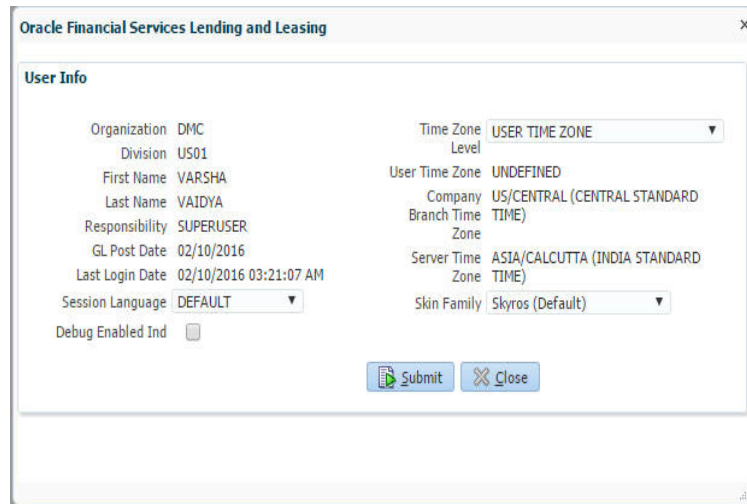 Oracle Financial Services Lending and Leasing
x
User Info
Organization DMC
Division US01
First Name VARSHA
Last Name VAIDYA
Responsibility SUPERUSER
GL Post Date 02/10/2016
Last Login Date 02/10/2016 03:21:07 AM
Session Language DEFAULT
Debug Enabled Ind
Time Zone Level USER TIME ZONE
User Time Zone UNDEFINED
Company Branch Time Zone US/CENTRAL (CENTRAL STANDARD TIME)
Server Time Zone ASIA/CALCUTTA (INDIA STANDARD TIME)
Skin Family Skyros (Default)
Submit
Close